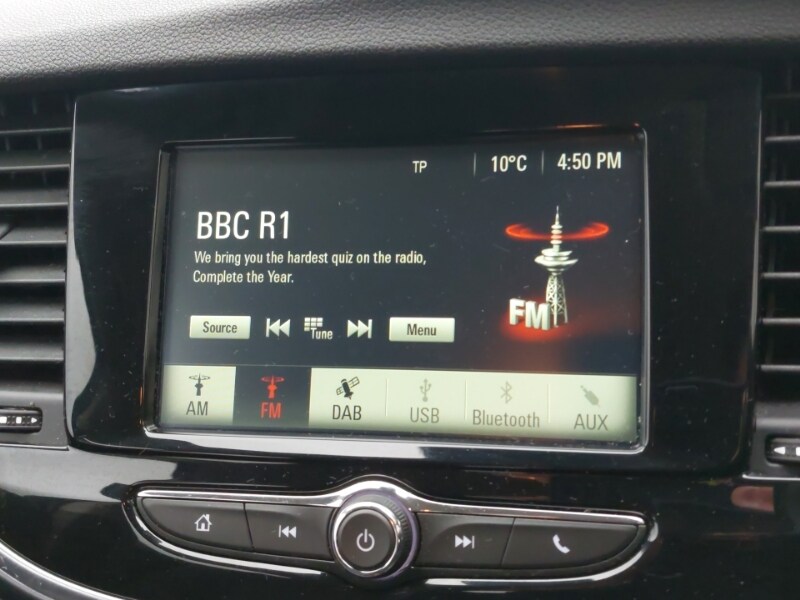 TP 10°C 4:50 PM
BBC R1
We bring you the hardest quiz on the radio,
Complete the Year.
FM
Source Tune Menu
AM FM DAB USB Bluetooth AUX